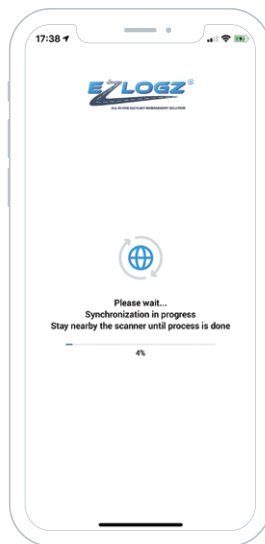 17:38
EZLOGZ®
Please wait...
Synchronization in progress
Stay nearby the scanner until process is done
4%